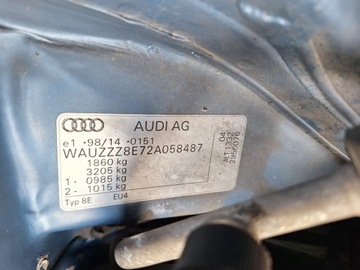 AUDI AG
e1 *98/14 *0151
WAUZZZ8E72A058487
1860 kg
3205 kg
1- 0985 kg
2- 1015 kg
Typ 8E EU4
04